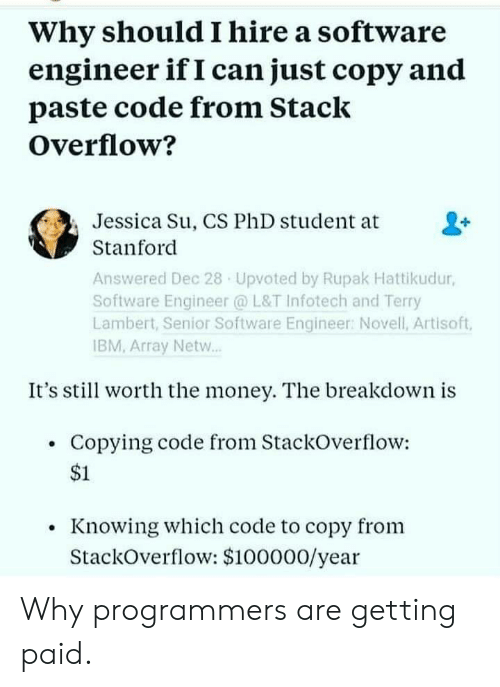 Why should I hire a software
engineer if I can just copy and
paste code from Stack
Overflow?
Jessica Su, CS PhD student at
Stanford
Answered Dec 28 · Upvoted by Rupak Hattikudur,
Software Engineer @ L&T Infotech and Terry
Lambert, Senior Software Engineer: Novell, Artisoft,
IBM, Array Netw...
It's still worth the money. The breakdown is
• Copying code from StackOverflow:
$1
• Knowing which code to copy from
StackOverflow: $100000/year
Why programmers are getting
paid.